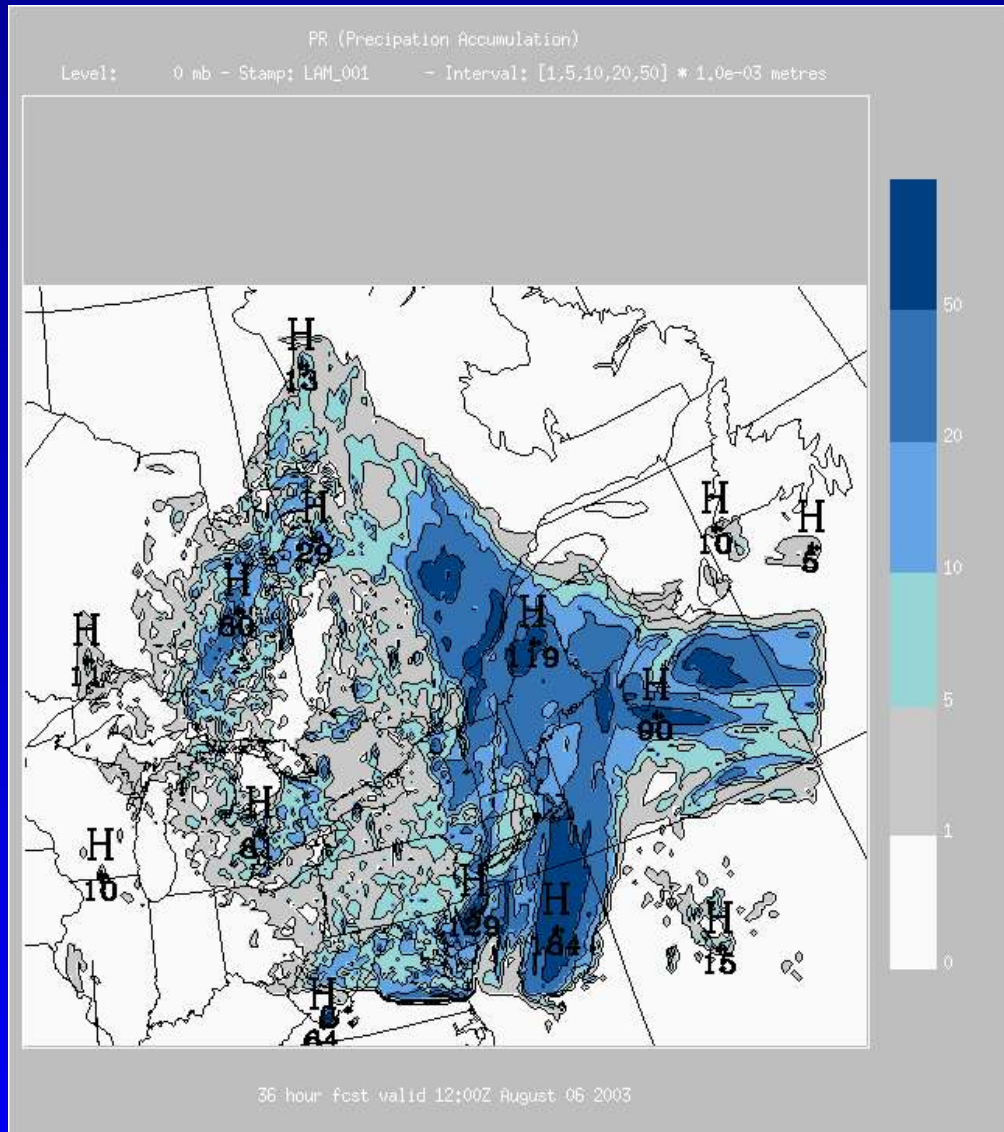 PR (Precipation Accumulation)
Level: 0 mb - Stamp: LAM_001 - Interval: [1,5,10,20,50] * 1.0e-03 metres
50
20
10
5
1
0
H
13
H
29
H
10
H
5
H
H
11
H
119
H
90
H
H
10
H
129
H
184
H
15
H
64
36 hour fcst valid 12:00Z August 06 2003